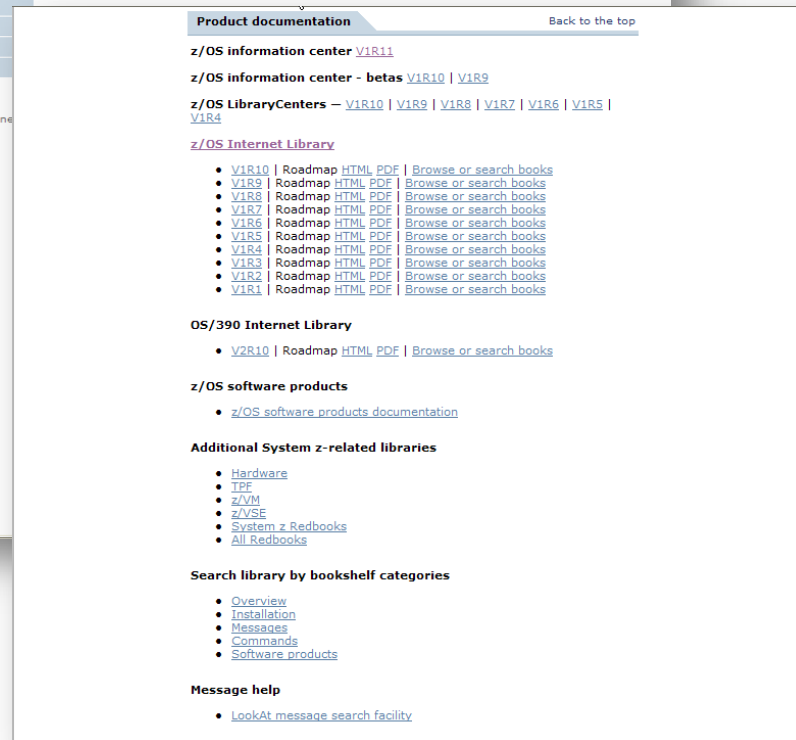 Product documentation Back to the top
z/OS information center V1R11
z/OS information center - betas V1R10 | V1R9
z/OS LibraryCenters — V1R10 | V1R9 | V1R8 | V1R7 | V1R6 | V1R5 |
V1R4
z/OS Internet Library
V1R10 | Roadmap HTML PDF | Browse or search books
V1R9 | Roadmap HTML PDF | Browse or search books
V1R8 | Roadmap HTML PDF | Browse or search books
V1R7 | Roadmap HTML PDF | Browse or search books
V1R6 | Roadmap HTML PDF | Browse or search books
V1R5 | Roadmap HTML PDF | Browse or search books
V1R4 | Roadmap HTML PDF | Browse or search books
V1R3 | Roadmap HTML PDF | Browse or search books
V1R2 | Roadmap HTML PDF | Browse or search books
V1R1 | Roadmap HTML PDF | Browse or search books
OS/390 Internet Library
V2R10 | Roadmap HTML PDF | Browse or search books
z/OS software products
z/OS software products documentation
Additional System z-related libraries
Hardware
TPF
z/VM
z/VSE
System z Redbooks
All Redbooks
Search library by bookshelf categories
Overview
Installation
Messages
Commands
Software products
Message help
LookAt message search facility